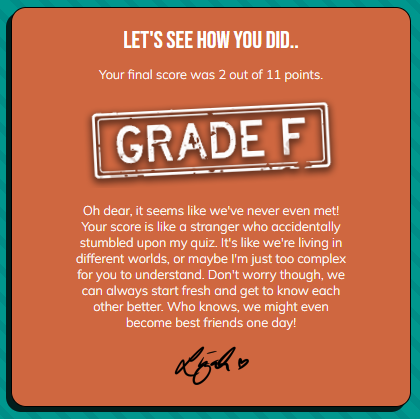 LET'S SEE HOW YOU DID..
Your final score was 2 out of 11 points.
GRADE F
Oh dear, it seems like we've never even met!
Your score is like a stranger who accidentally
stumbled upon my quiz. It's like we're living in
different worlds, or maybe I'm just too complex
for you to understand. Don't worry though, we
can always start fresh and get to know each
other better. Who knows, we might even
become best friends one day!